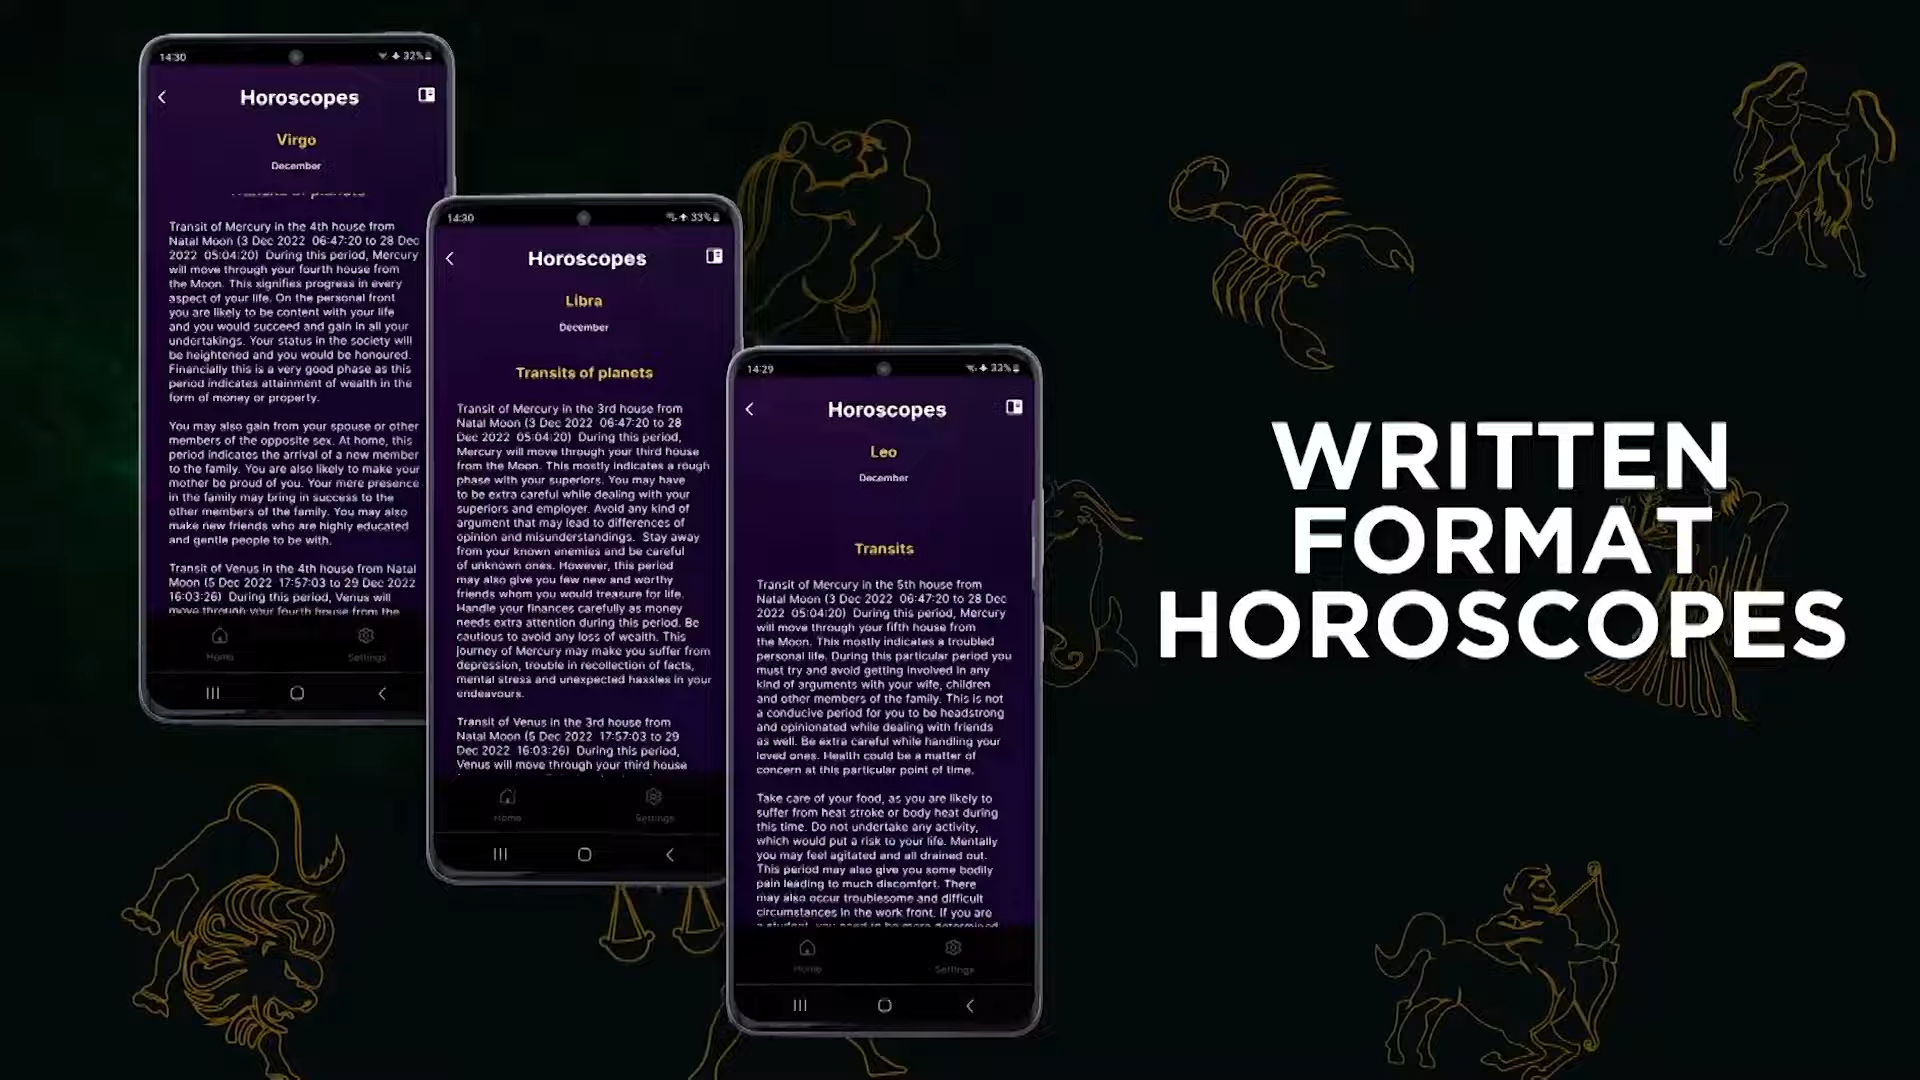 14:30
32%
Horoscopes
Virgo
December
Transits of planets
Transit of Mercury in the 4th house from
Natal Moon (3 Dec 2022 06:47:20 to 28 Dec
2022 05:04:20) During this period, Mercury
will move through your fourth house from
the Moon. This signifies progress in every
aspect of your life. On the personal front
you are likely to be content with your life
and you would succeed and gain in all your
undertakings. Your status in the society will
be heightened and you would be honoured.
Financially this is a very good phase as this
period indicates attainment of wealth in the
form of money or property.
You may also gain from your spouse or other
members of the opposite sex. At home, this
period indicates the arrival of a new member
to the family. You are also likely to make your
mother be proud of you. Your mere presence
in the family may bring in success to the
other members of the family. You may also
make new friends who are highly educated
and gentle people to be with.
Transit of Venus in the 4th house from Natal
Moon (5 Dec 2022 17:57:03 to 29 Dec 2022
16:03:26) During this period, Venus will
move through your fourth house from the
Home
Settings
14:30
33%
Horoscopes
Libra
December
Transits of planets
Transit of Mercury in the 3rd house from
Natal Moon (3 Dec 2022 06:47:20 to 28
Dec 2022 05:04:20) During this period,
Mercury will move through your third house
from the Moon. This mostly indicates a rough
phase with your superiors. You may have
to be extra careful while dealing with your
superiors and employer. Avoid any kind of
argument that may lead to differences of
opinion and misunderstandings. Stay away
from your known enemies and be careful
of unknown ones. However, this period
may also give you few new and worthy
friends whom you would treasure for life.
Handle your finances carefully as money
needs extra attention during this period. Be
cautious to avoid any loss of wealth. This
journey of Mercury may make you suffer from
depression, trouble in recollection of facts,
mental stress and unexpected hassles in your
endeavours.
Transit of Venus in the 3rd house from
Natal Moon (5 Dec 2022 17:57:03 to 29
Dec 2022 16:03:26) During this period,
Venus will move through your third house
Home
Settings
14:29
33%
Horoscopes
Leo
December
Transits
Transit of Mercury in the 5th house from
Natal Moon (3 Dec 2022 06:47:20 to 28 Dec
2022 05:04:20) During this period, Mercury
will move through your fifth house from
the Moon. This mostly indicates a troubled
personal life. During this particular period you
must try and avoid getting involved in any
kind of arguments with your wife, children
and other members of the family. This is not
a conducive period for you to be headstrong
and opinionated while dealing with friends
as well. Be extra careful while handling your
loved ones. Health could be a matter of
concern at this particular point of time.
Take care of your food, as you are likely to
suffer from heat stroke or body heat during
this time. Do not undertake any activity,
which would put a risk to your life. Mentally
you may feel agitated and all drained out.
This period may also give you some bodily
pain leading to much discomfort. There
may also occur troublesome and difficult
circumstances in the work front. If you are
a student, you need to be more determined
Home
Settings
WRITTEN
FORMAT
HOROSCOPES